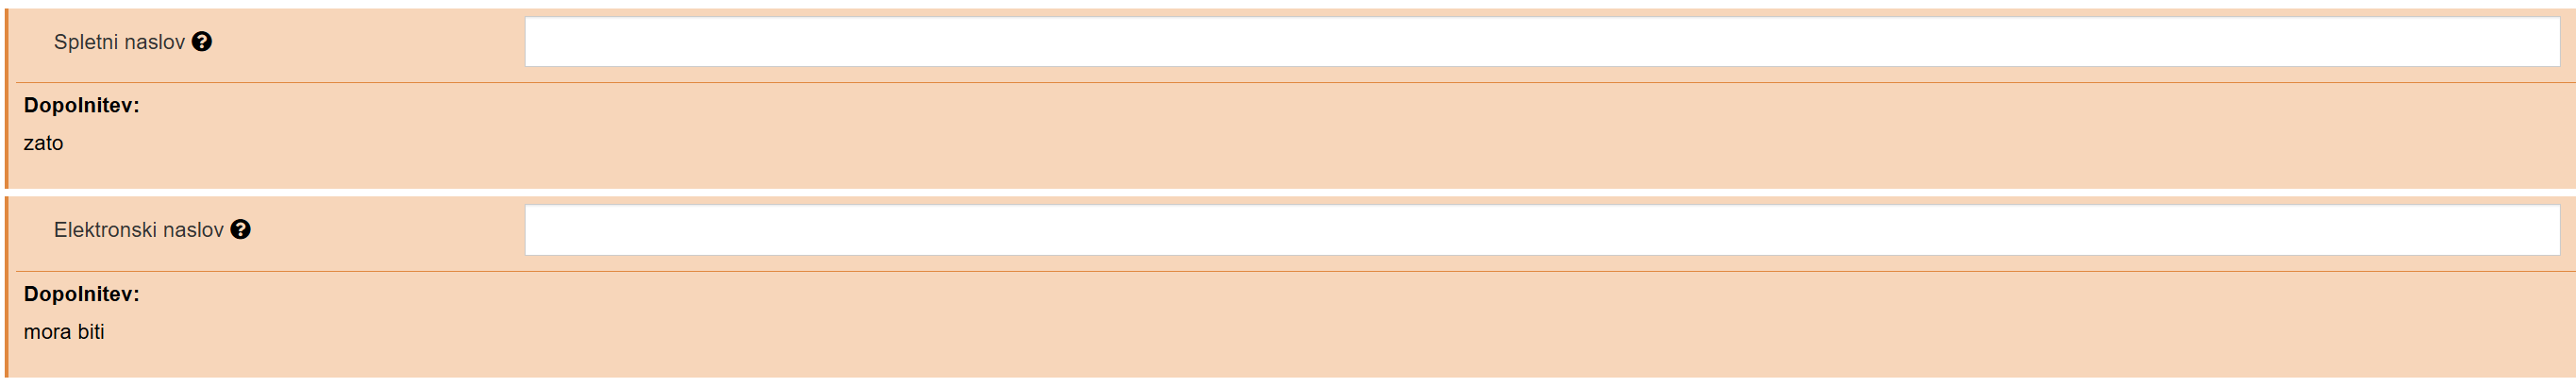 Spletni naslov ?
Dopolnitev:
zato
Elektronski naslov ?
Dopolnitev:
mora biti